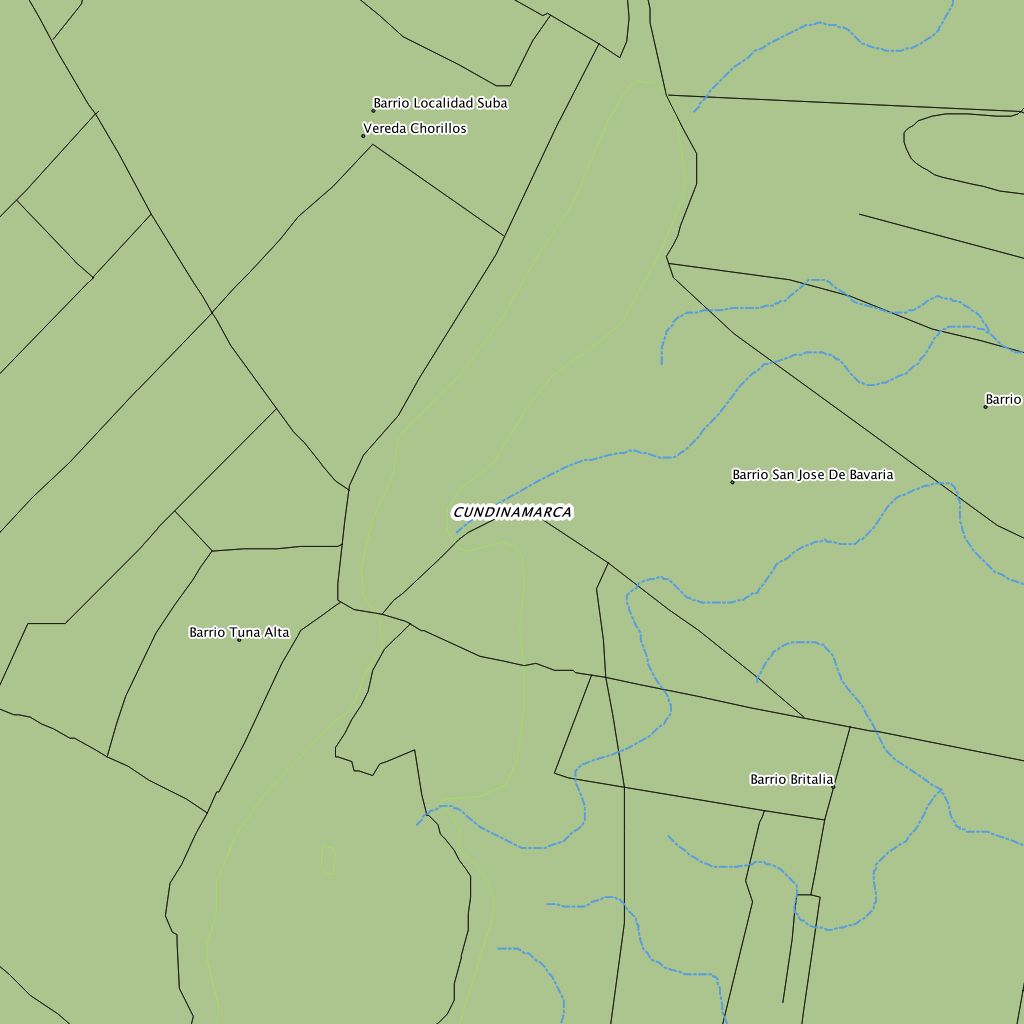 Barrio Localidad Suba
Vereda Chorillos
Barrio
Barrio San Jose De Bavaria
CUNDINAMARCA
Barrio Tuna Alta
Barrio Britalia